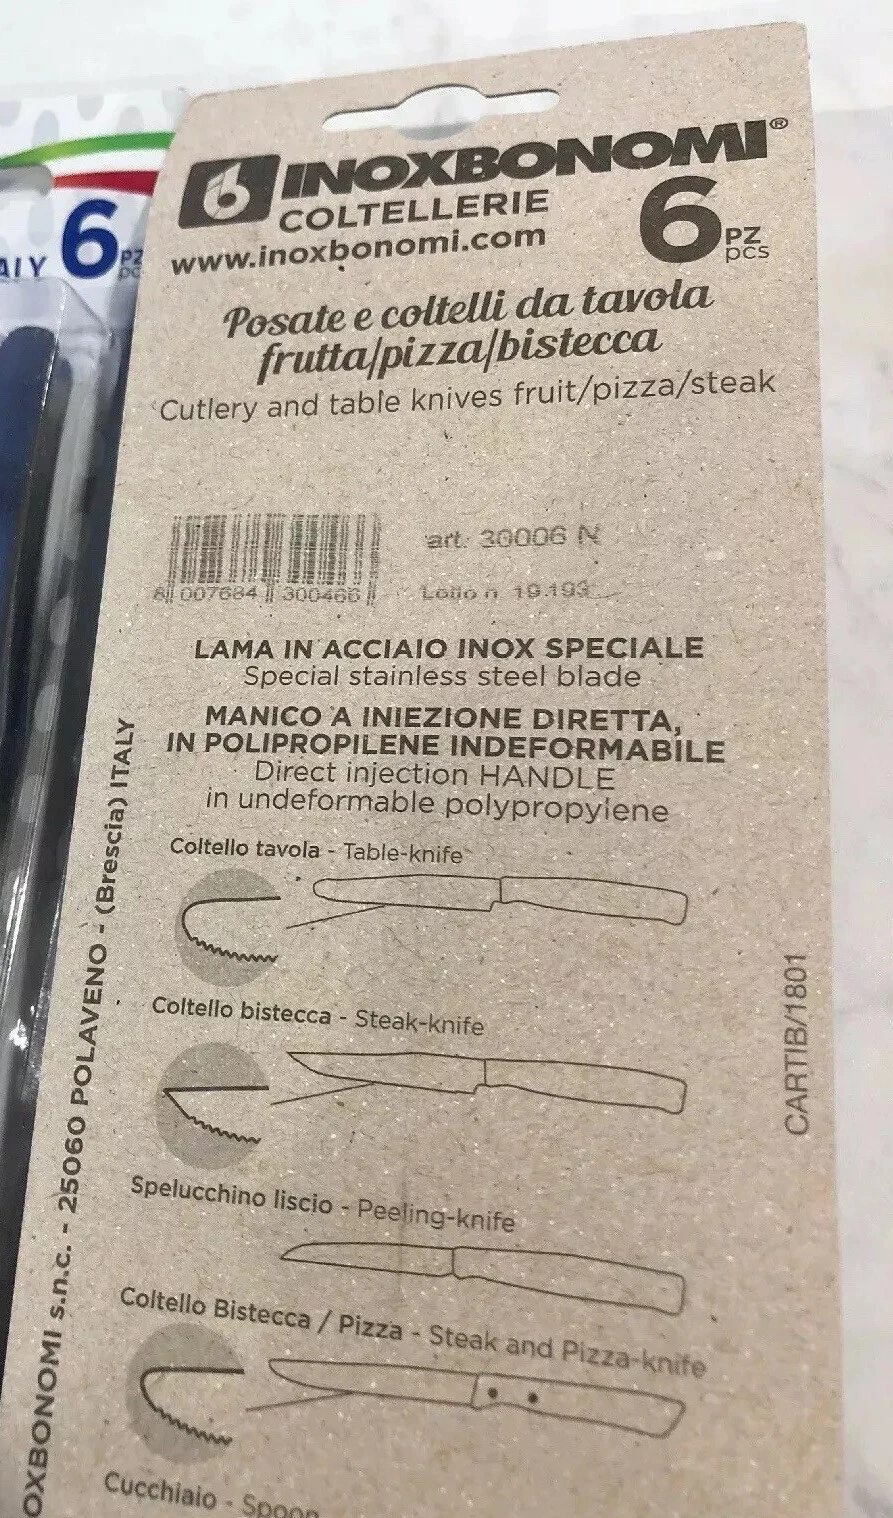 INOXBONOMI®
COLTELLERIE
www.inoxbonomi.com
6 PZ
pcs
Posate e coltelli da tavola
frutta/pizza/bistecca
Cutlery and table knives fruit/pizza/steak
art. 30006 N
8 007684 300466
Lotto n. 19.193
LAMA IN ACCIAIO INOX SPECIALE
Special stainless steel blade
MANICO A INIEZIONE DIRETTA,
IN POLIPROPILENE INDEFORMABILE
Direct injection HANDLE
in undeformable polypropylene
Coltello tavola - Table-knife
Coltello bistecca - Steak-knife
Spelucchino liscio - Peeling-knife
Coltello Bistecca / Pizza - Steak and Pizza-knife
Cucchiaio - Spoon
OXBONOMI s.n.c. - 25060 POLAVENO - (Brescia) ITALY
CARTIB/1801
ALY
6 PZ
pc